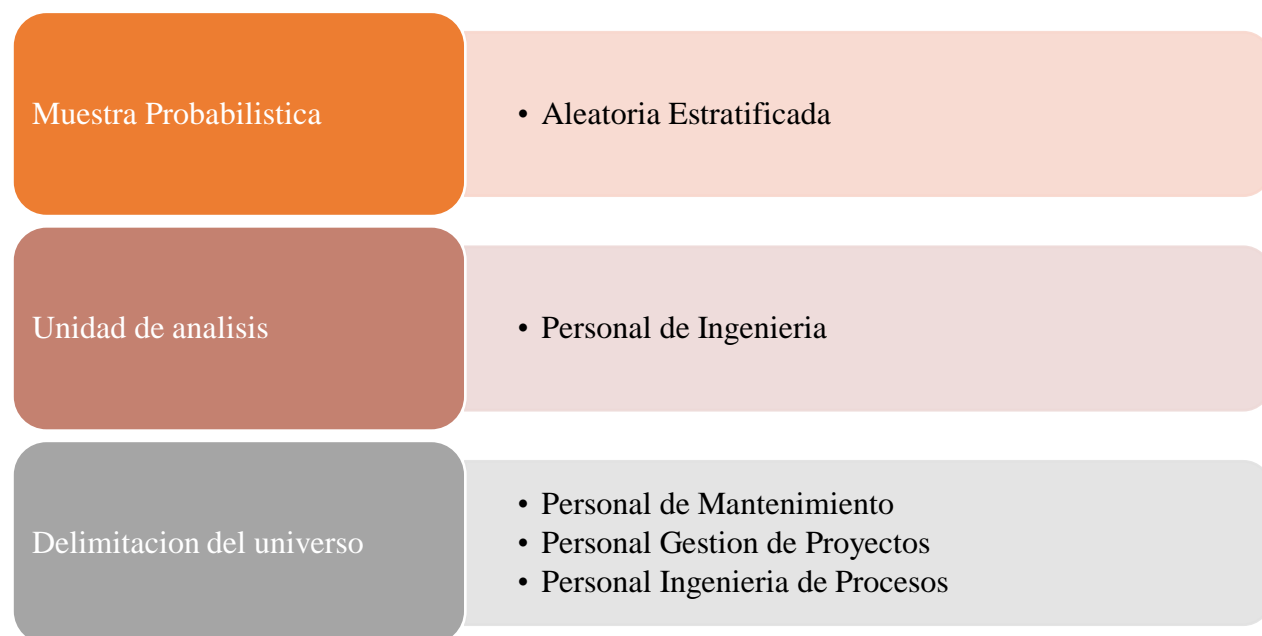 Muestra Probabilistica
• Aleatoria Estratificada
Unidad de analisis
• Personal de Ingenieria
Delimitacion del universo
• Personal de Mantenimiento
• Personal Gestion de Proyectos
• Personal Ingenieria de Procesos